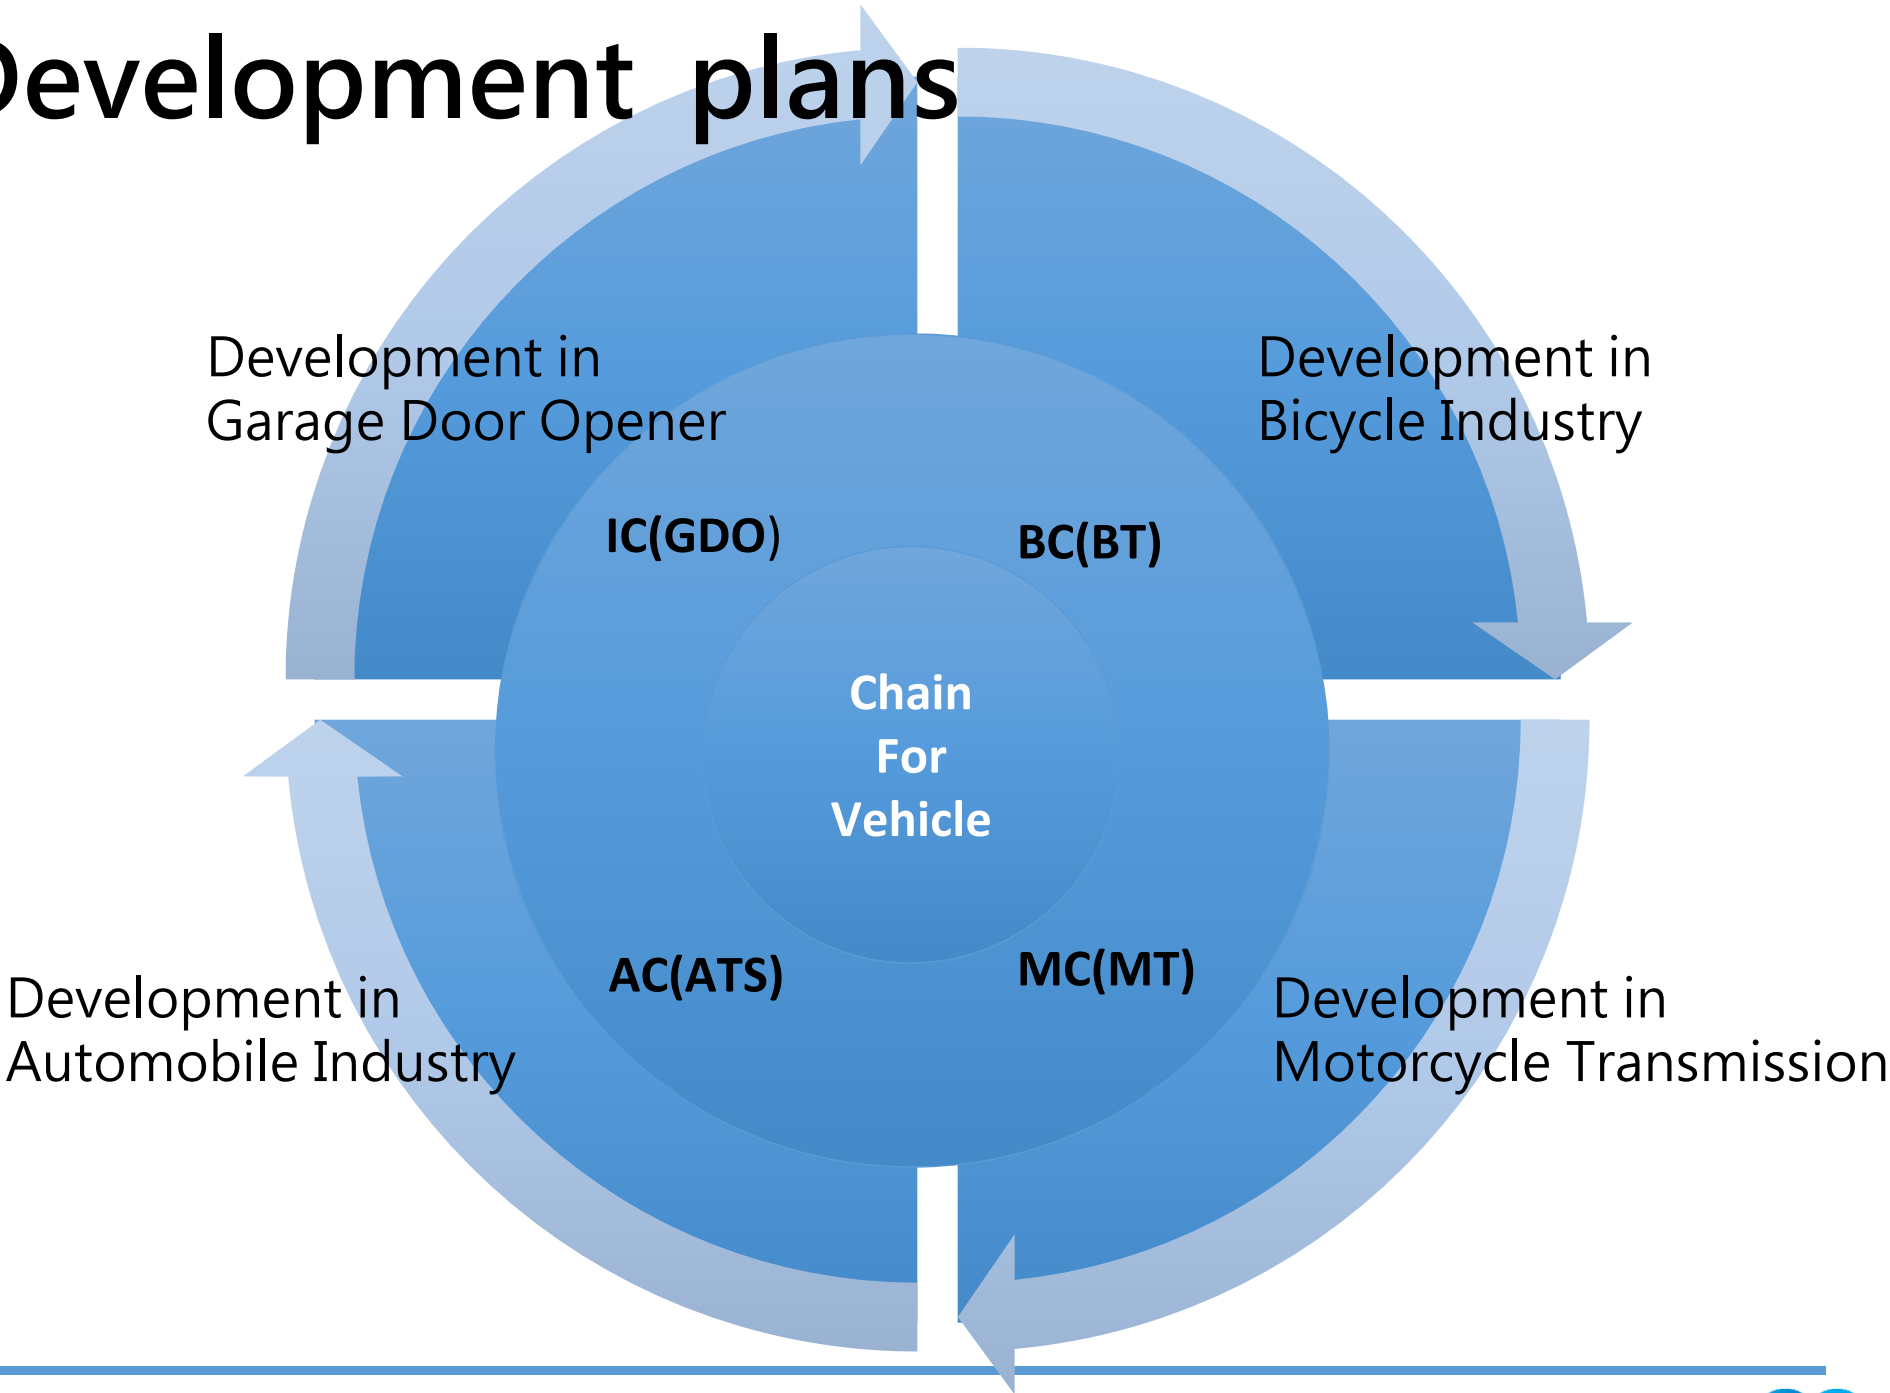 Development plans
Development in
Garage Door Opener
Development in
Bicycle Industry
IC(GDO)
BC(BT)
Chain
For
Vehicle
AC(ATS)
MC(MT)
Development in
Automobile Industry
Development in
Motorcycle Transmission